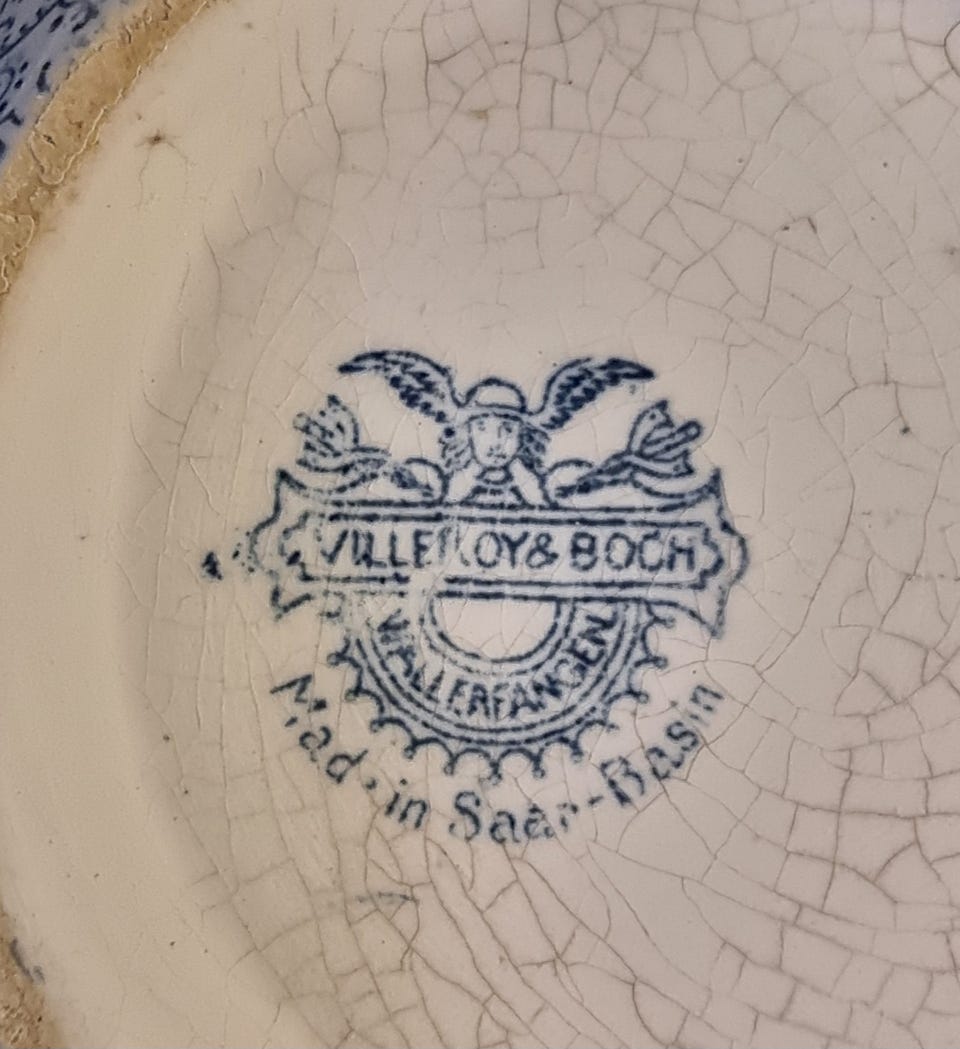 VILLEROY & BOCH
WALLERFANGEN
Made in Saar-Basin